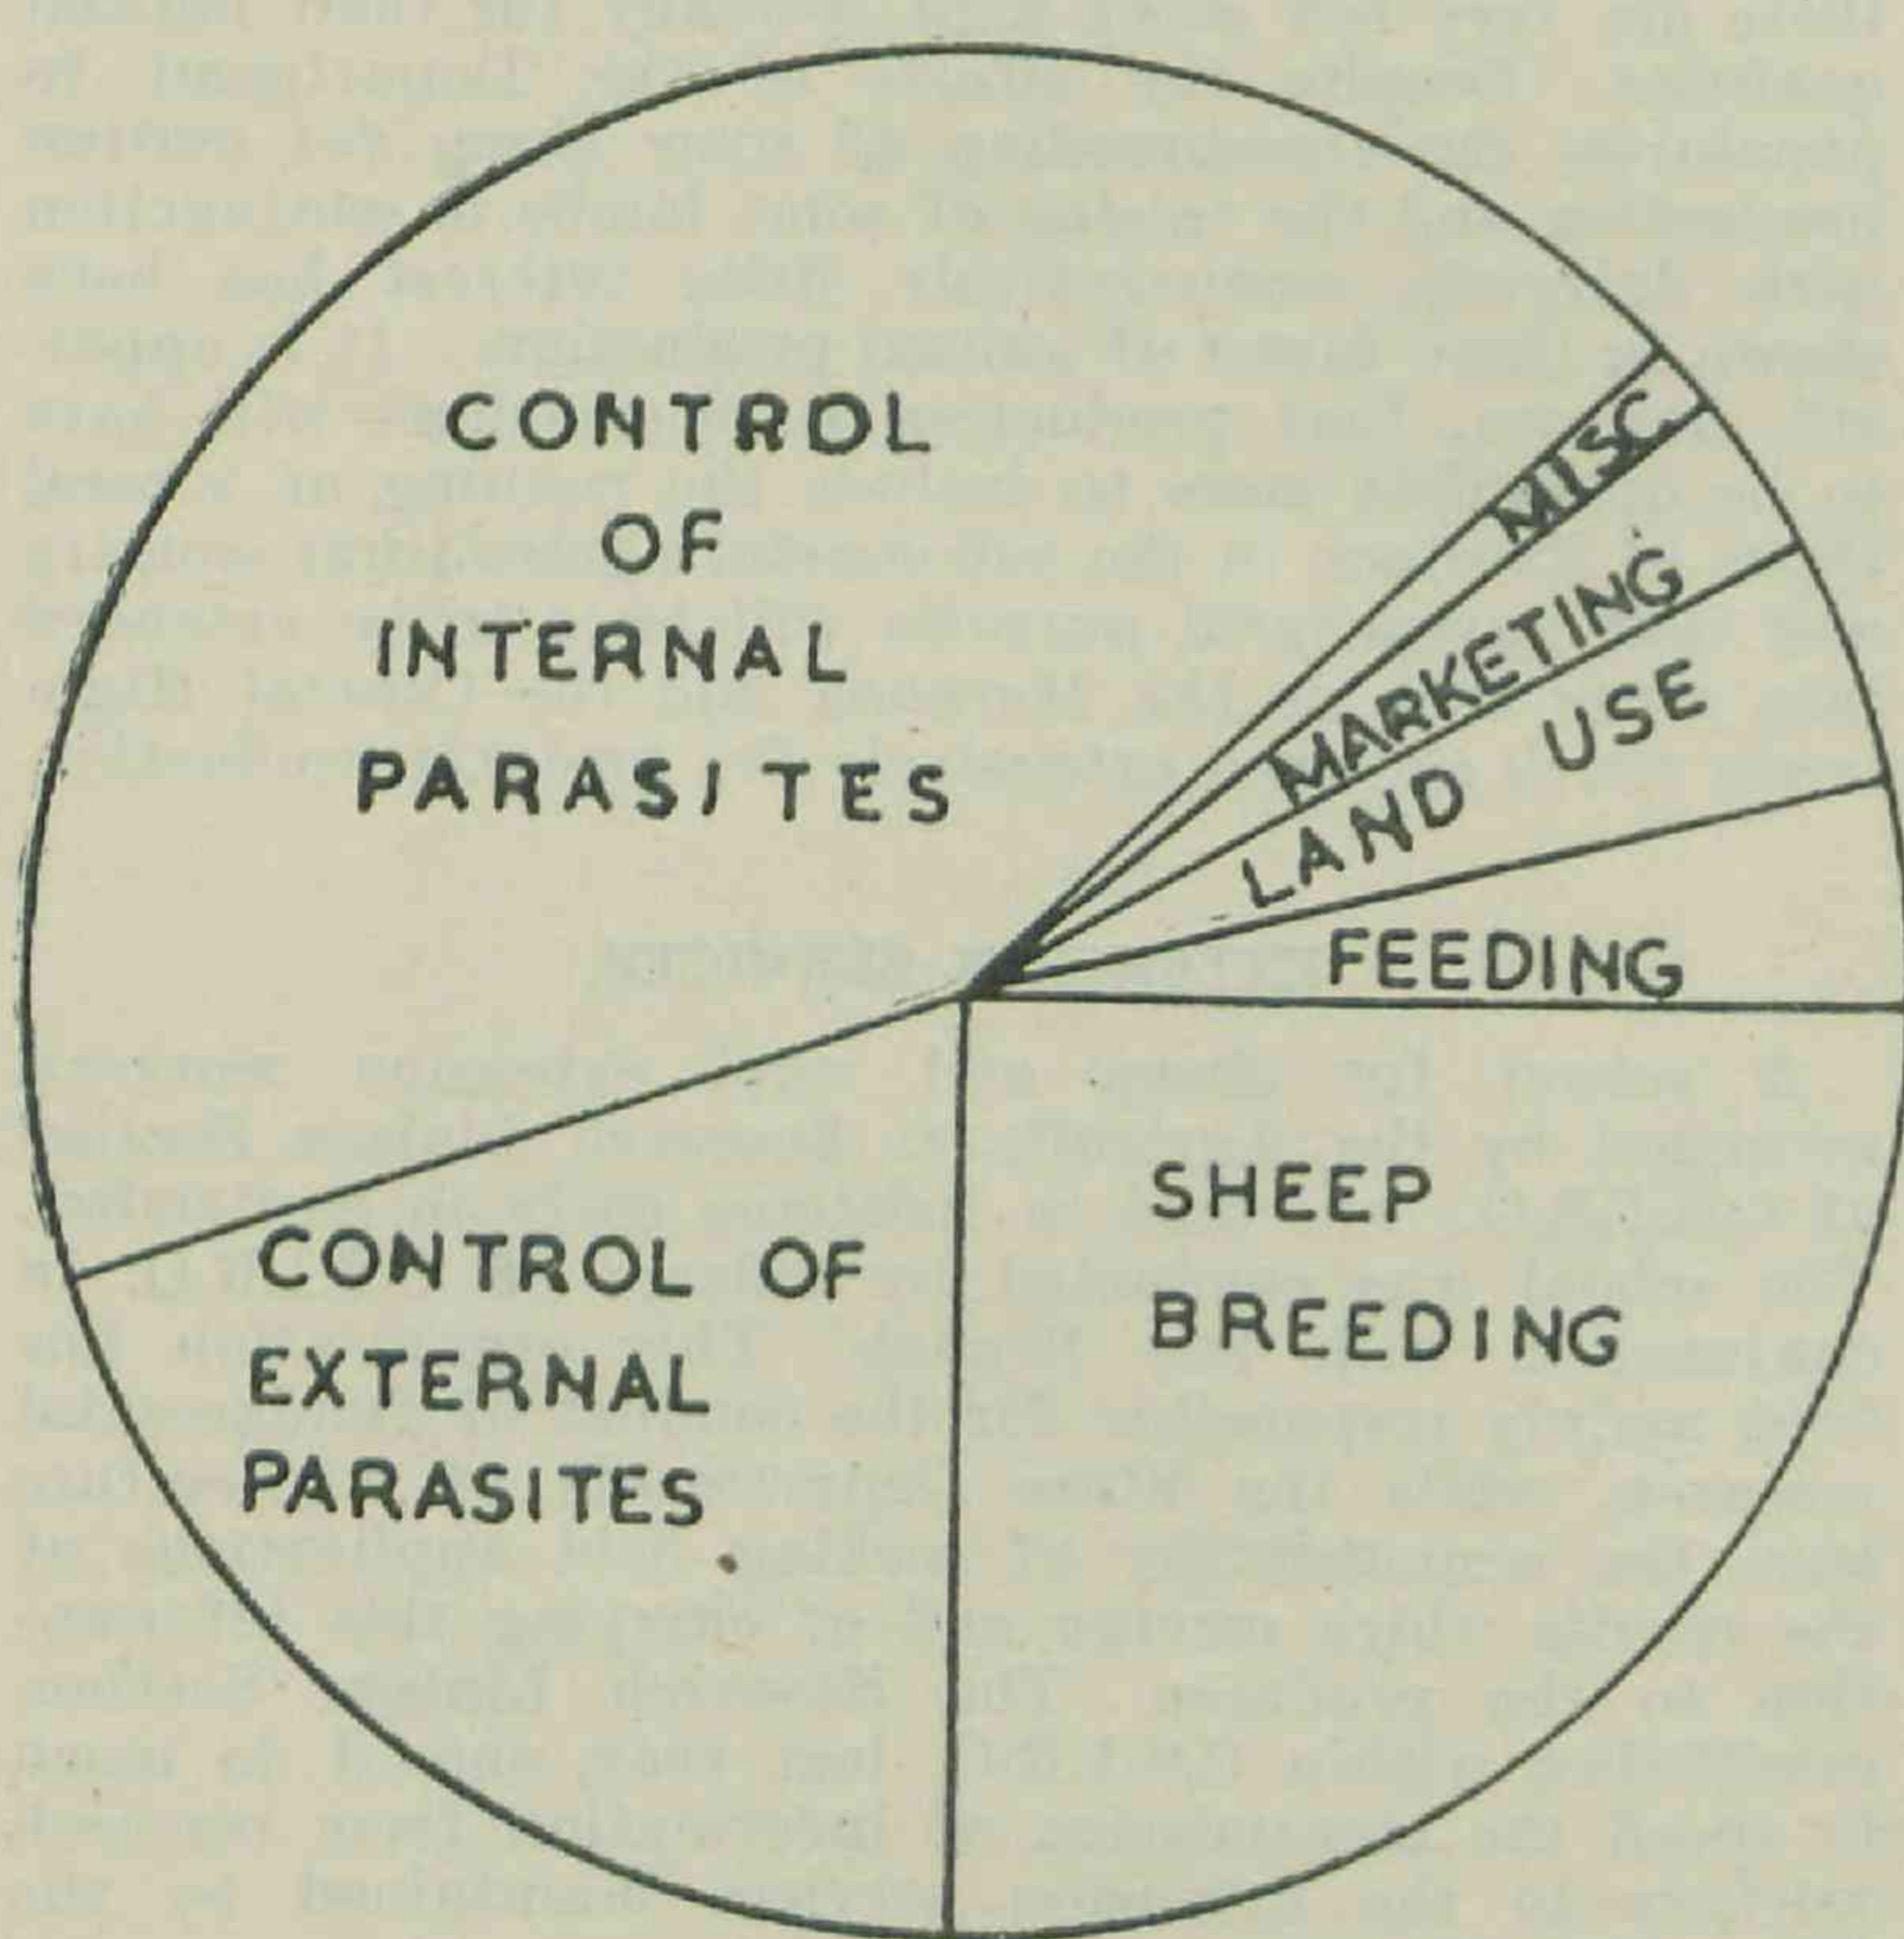 CONTROL
OF
INTERNAL
PARASITES
MISC.
MARKETING
LAND USE
FEEDING
SHEEP
BREEDING
CONTROL OF
EXTERNAL
PARASITES